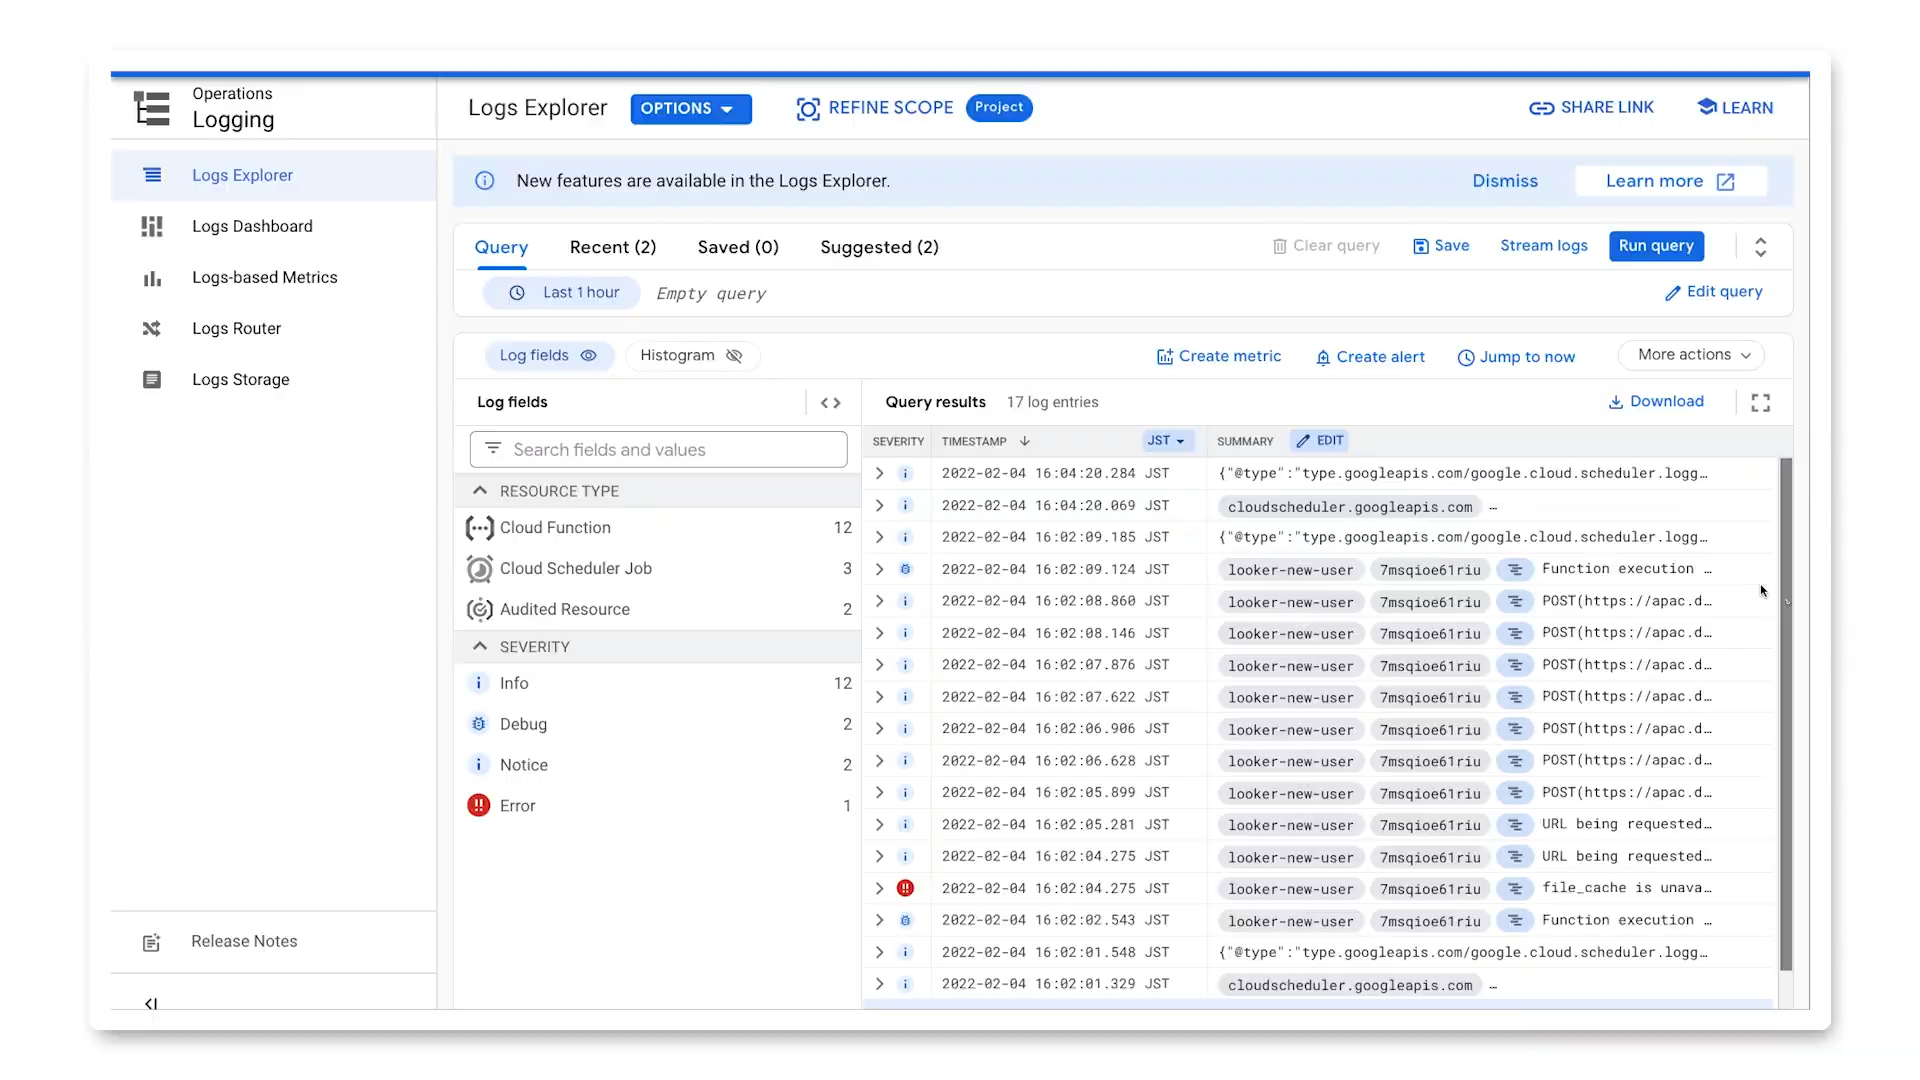 Operations
Logging
Logs Explorer
OPTIONS
REFINE SCOPE
Project
SHARE LINK
LEARN
Logs Explorer
Logs Dashboard
Logs-based Metrics
Logs Router
Logs Storage
Release Notes
New features are available in the Logs Explorer.
Dismiss
Learn more
Query
Recent (2)
Saved (0)
Suggested (2)
Clear query
Save
Stream logs
Run query
Last 1 hour
Empty query
Edit query
Log fields
Histogram
Create metric
Create alert
Jump to now
More actions
Log fields
Search fields and values
RESOURCE TYPE
Cloud Function 12
Cloud Scheduler Job 3
Audited Resource 2
SEVERITY
Info 12
Debug 2
Notice 2
Error 1
Query results 17 log entries
Download
SEVERITY TIMESTAMP JST SUMMARY EDIT
2022-02-04 16:04:20.284 JST {"@type":"type.googleapis.com/google.cloud.scheduler.logg…
2022-02-04 16:04:20.069 JST cloudscheduler.googleapis.com …
2022-02-04 16:02:09.185 JST {"@type":"type.googleapis.com/google.cloud.scheduler.logg…
2022-02-04 16:02:09.124 JST looker-new-user 7msqioe61riu Function execution …
2022-02-04 16:02:08.860 JST looker-new-user 7msqioe61riu POST(https://apac.d…
2022-02-04 16:02:08.146 JST looker-new-user 7msqioe61riu POST(https://apac.d…
2022-02-04 16:02:07.876 JST looker-new-user 7msqioe61riu POST(https://apac.d…
2022-02-04 16:02:07.622 JST looker-new-user 7msqioe61riu POST(https://apac.d…
2022-02-04 16:02:06.906 JST looker-new-user 7msqioe61riu POST(https://apac.d…
2022-02-04 16:02:06.628 JST looker-new-user 7msqioe61riu POST(https://apac.d…
2022-02-04 16:02:05.899 JST looker-new-user 7msqioe61riu POST(https://apac.d…
2022-02-04 16:02:05.281 JST looker-new-user 7msqioe61riu URL being requested…
2022-02-04 16:02:04.275 JST looker-new-user 7msqioe61riu URL being requested…
2022-02-04 16:02:04.275 JST looker-new-user 7msqioe61riu file_cache is unava…
2022-02-04 16:02:02.543 JST looker-new-user 7msqioe61riu Function execution …
2022-02-04 16:02:01.548 JST {"@type":"type.googleapis.com/google.cloud.scheduler.logg…
2022-02-04 16:02:01.329 JST cloudscheduler.googleapis.com …